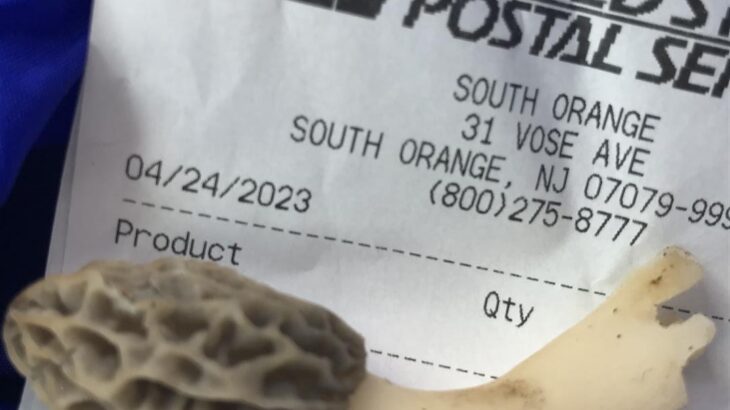 POSTAL
SOUTH ORANGE
31 VOSE AVE
SOUTH ORANGE, NJ 07079-999
04/24/2023
(800)275-8777
Product
Qty